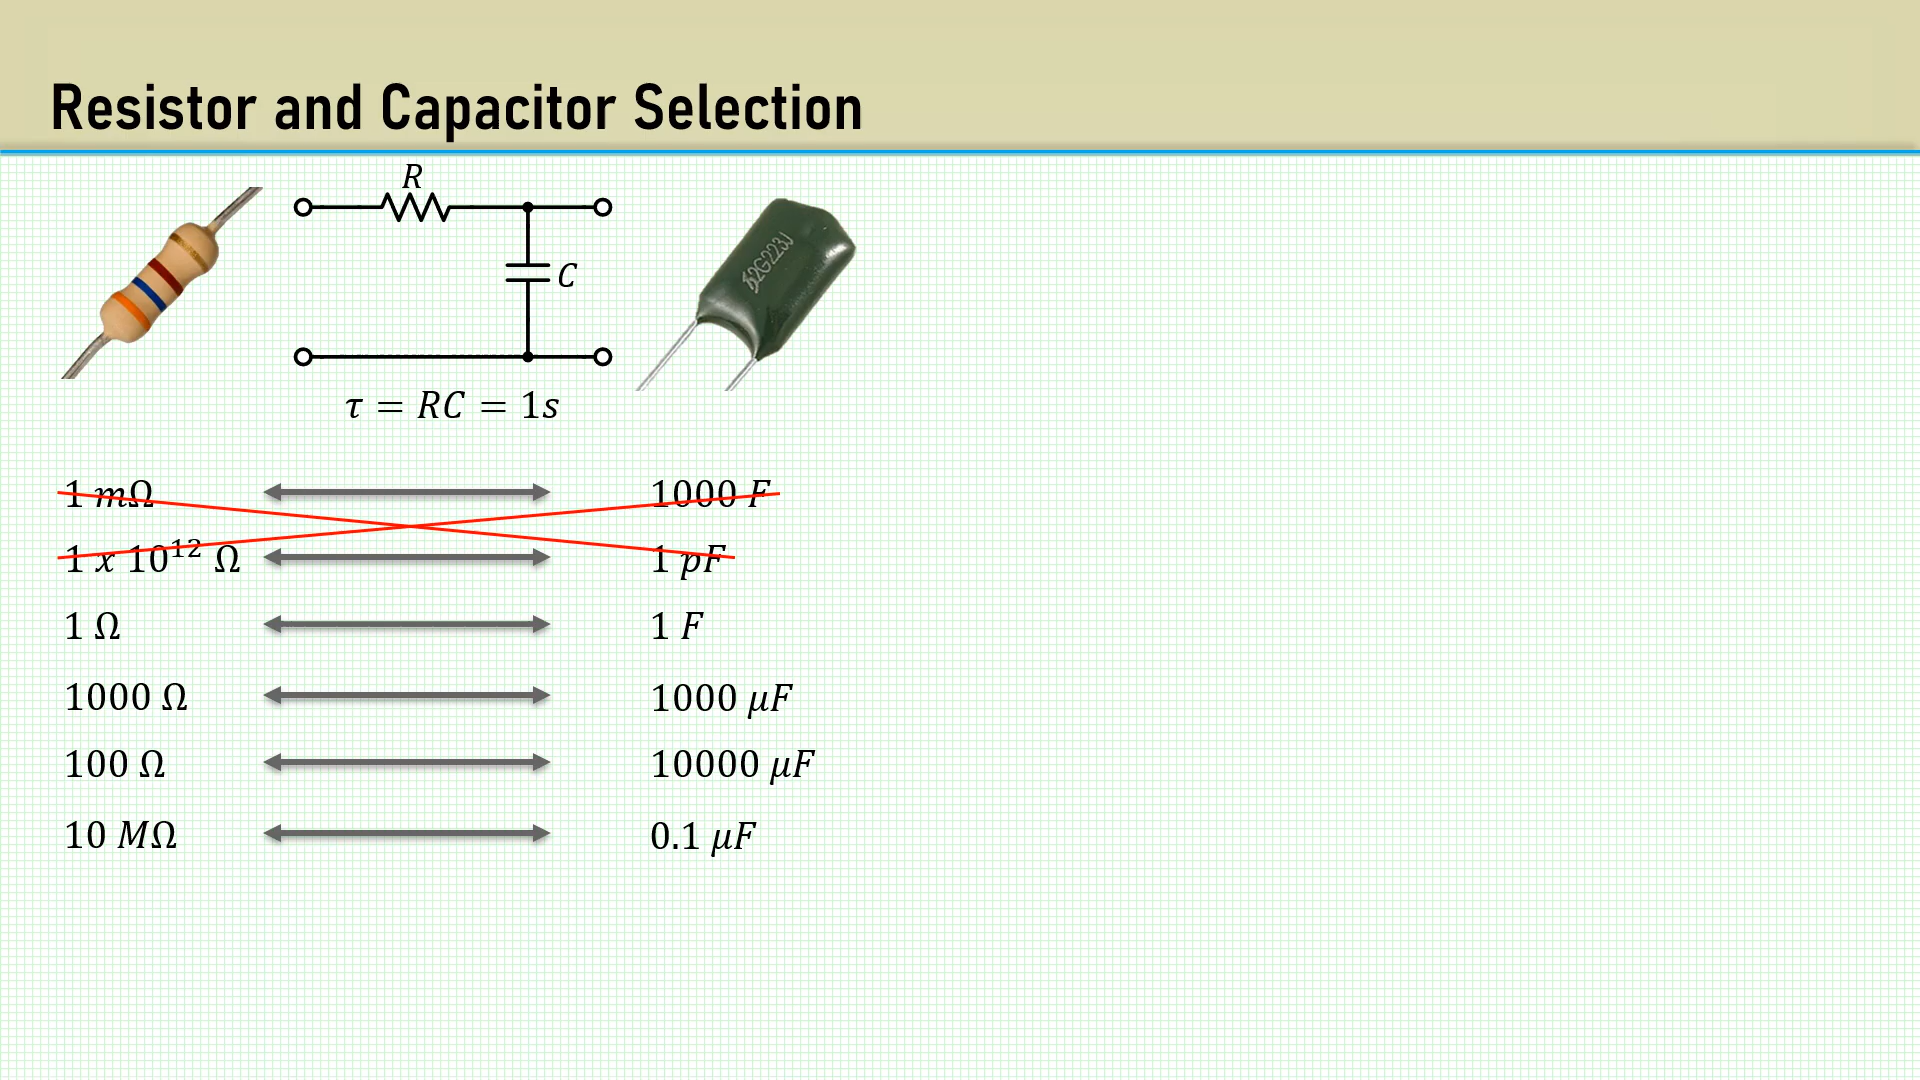 Resistor and Capacitor Selection
R
C
2G223J
τ = RC = 1s
1 mΩ 1000 F
1 x 10¹² Ω 1 pF
1 Ω 1 F
1000 Ω 1000 μF
100 Ω 10000 μF
10 MΩ 0.1 μF